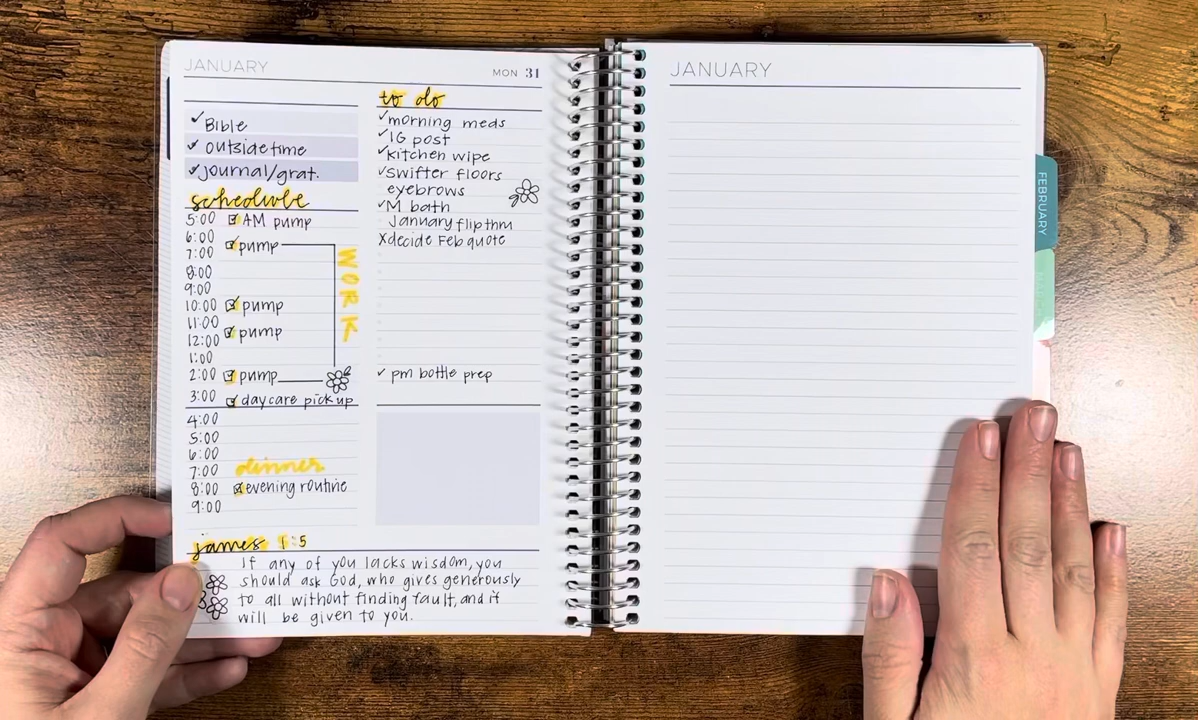 JANUARY
MON 31
✓ Bible
✓ outside time
✓ journal/grat.
schedule
5:00 ☑ AM pump
6:00
7:00 ☑ pump
8:00
9:00
10:00 ☑ pump
11:00
12:00 ☑ pump
1:00
2:00 ☑ pump
3:00 ☑ daycare pick up
WORK
4:00
5:00
6:00
7:00 dinner
8:00 ☑ evening routine
9:00
to do
✓ morning meds
✓ IG post
✓ kitchen wipe
✓ swifter floors
eyebrows
✓ M bath
January flip thru
X decide Feb quote
✓ pm bottle prep
james 1:5
If any of you lacks wisdom, you
should ask God, who gives generously
to all without finding fault, and it
will be given to you.
JANUARY
FEBRUARY
MARCH